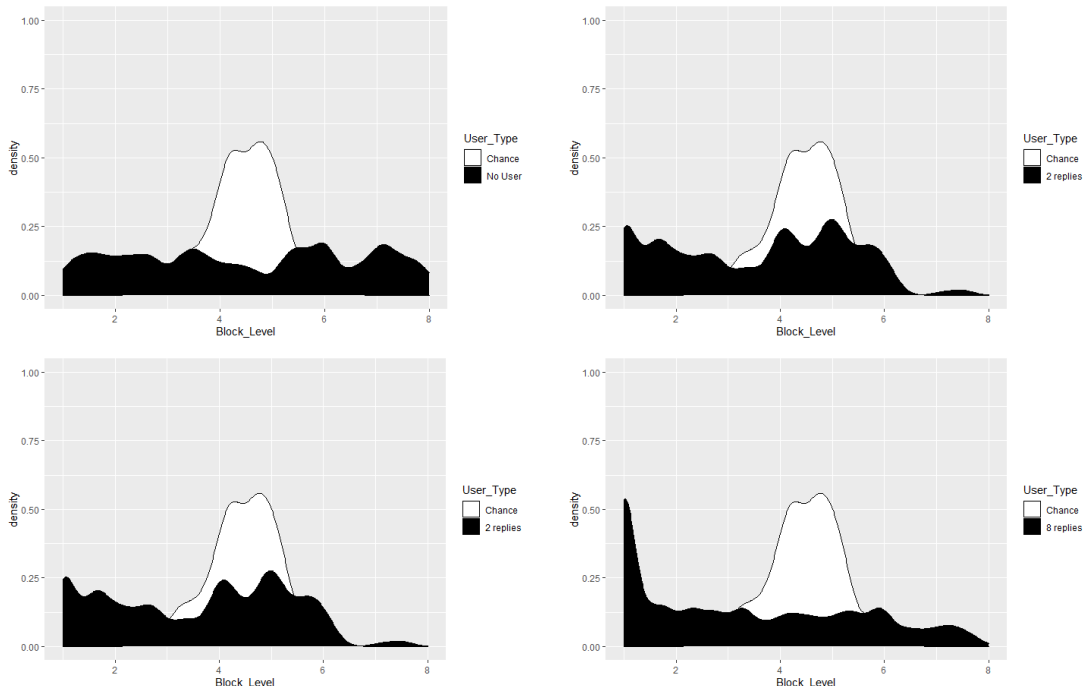 1.00
0.75
0.50
0.25
0.00
density
2
4
6
8
Block_Level
User_Type
Chance
No User
1.00
0.75
0.50
0.25
0.00
density
2
4
6
8
Block_Level
User_Type
Chance
2 replies
1.00
0.75
0.50
0.25
0.00
density
2
4
6
8
Block_Level
User_Type
Chance
2 replies
1.00
0.75
0.50
0.25
0.00
density
2
4
6
8
Block_Level
User_Type
Chance
8 replies